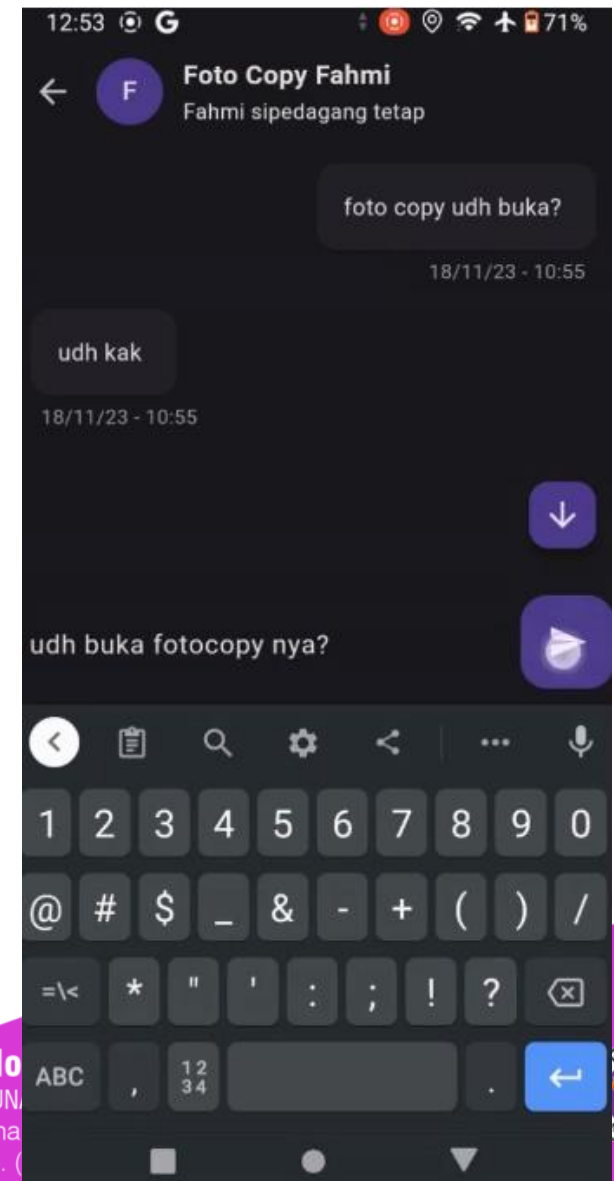 12:53 G 71%
F
Foto Copy Fahmi
Fahmi sipedagang tetap
foto copy udh buka?
18/11/23 - 10:55
udh kak
18/11/23 - 10:55
udh buka fotocopy nya?
1 2 3 4 5 6 7 8 9 0
@ # $ _ & - + ( ) /
=\< * " ' : ; ! ?
ABC , 12 34 .